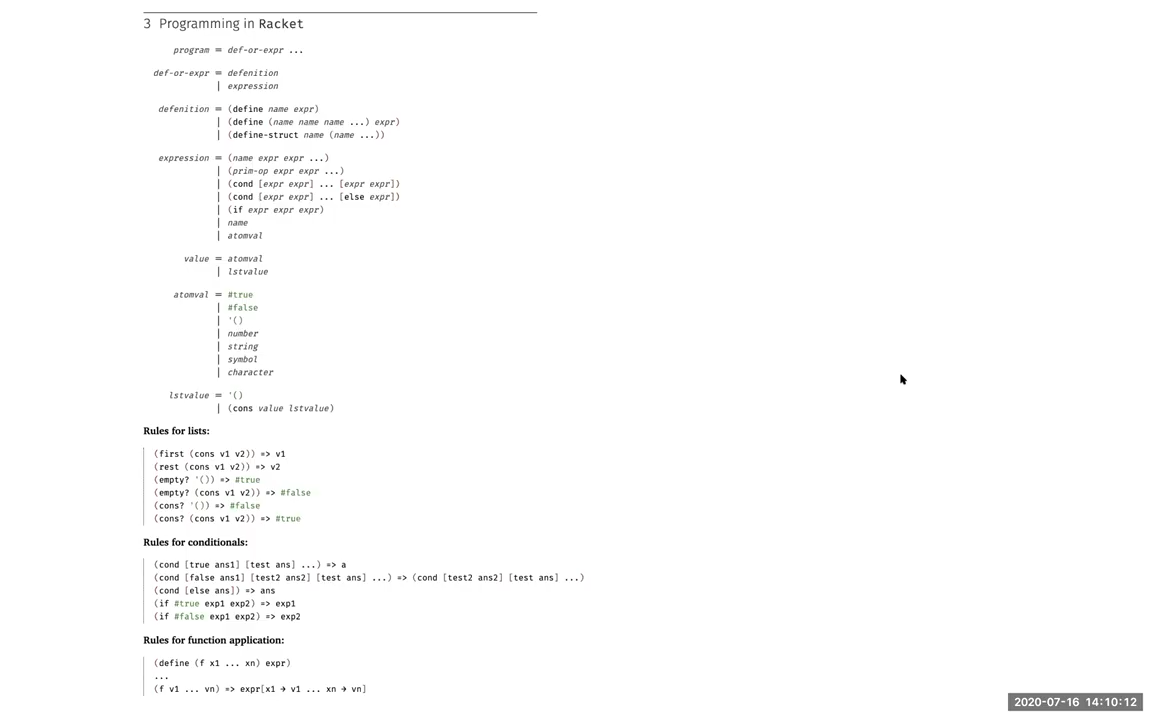 3 Programming in Racket
program = def-or-expr ...
def-or-expr = defenition
| expression
defenition = (define name expr)
| (define (name name name ...) expr)
| (define-struct name (name ...))
expression = (name expr expr ...)
| (prim-op expr expr ...)
| (cond [expr expr] ... [expr expr])
| (cond [expr expr] ... [else expr])
| (if expr expr expr)
| name
| atomval
value = atomval
| lstvalue
atomval = #true
| #false
| '()
| number
| string
| symbol
| character
lstvalue = '()
| (cons value lstvalue)
Rules for lists:
(first (cons v1 v2)) => v1
(rest (cons v1 v2)) => v2
(empty? '()) => #true
(empty? (cons v1 v2)) => #false
(cons? '()) => #false
(cons? (cons v1 v2)) => #true
Rules for conditionals:
(cond [true ans1] [test ans] ...) => a
(cond [false ans1] [test2 ans2] [test ans] ...) => (cond [test2 ans2] [test ans] ...)
(cond [else ans]) => ans
(if #true exp1 exp2) => exp1
(if #false exp1 exp2) => exp2
Rules for function application:
(define (f x1 ... xn) expr)
...
(f v1 ... vn) => expr[x1 → v1 ... xn → vn]
2020-07-16 14:10:12